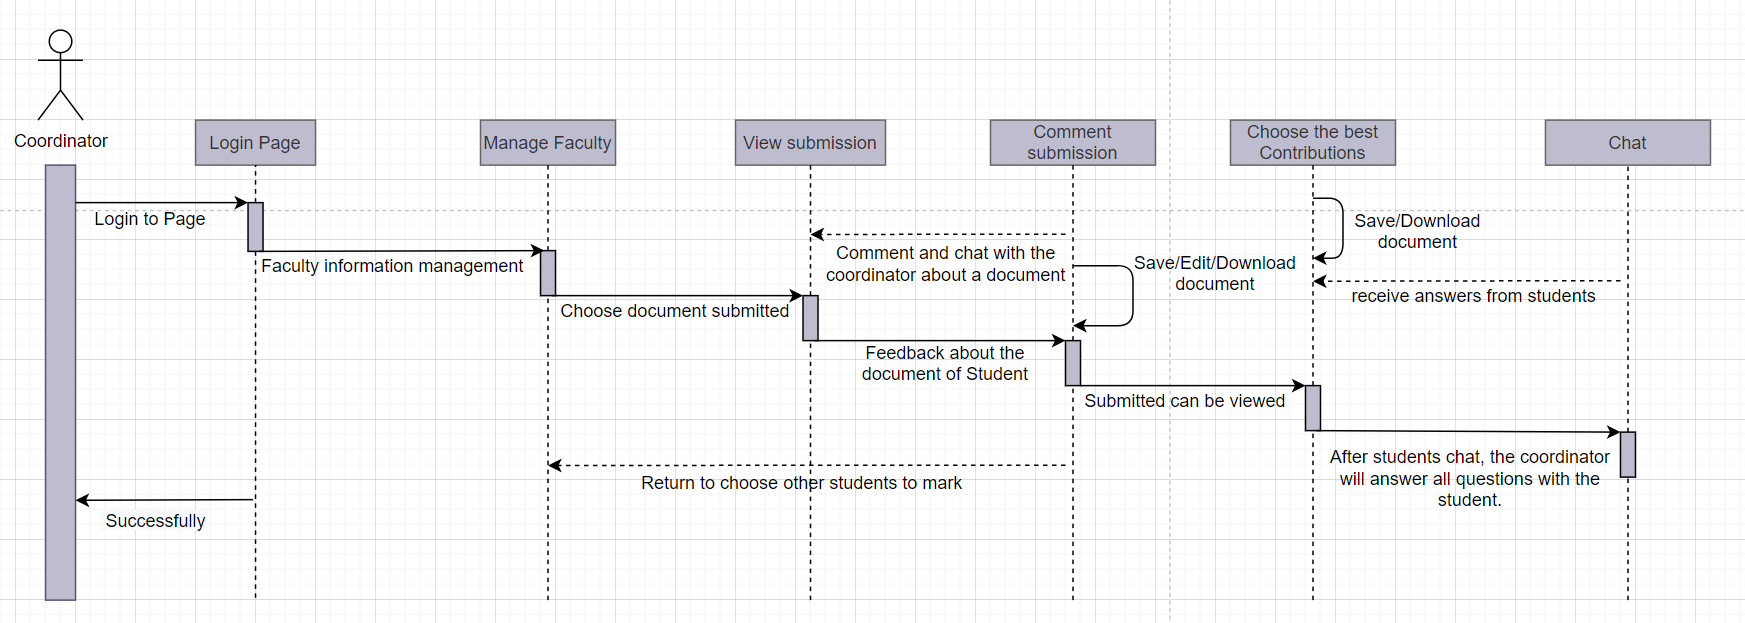 Coordinator
Login Page
Manage Faculty
View submission
Comment
submission
Choose the best
Contributions
Chat
Login to Page
Faculty information management
Choose document submitted
Comment and chat with the
coordinator about a document
Save/Edit/Download
document
Save/Download
document
receive answers from students
Feedback about the
document of Student
Submitted can be viewed
After students chat, the coordinator
will answer all questions with the
student.
Return to choose other students to mark
Successfully